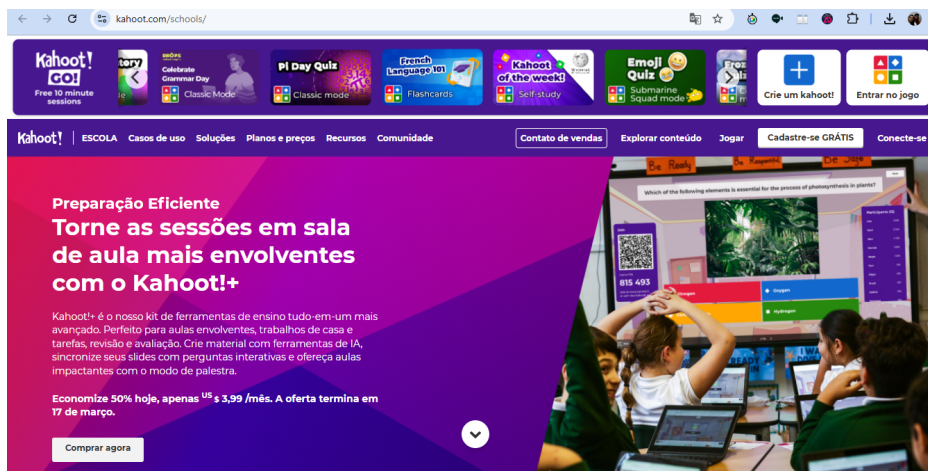 kahoot.com/schools/
Kahoot!
GO!
Free 10 minute
sessions
tory
DROPS
Celebrate
Grammar Day
Classic Mode
Pi Day Quiz
Classic mode
French
Language 101
Flashcards
Kahoot
of the week!
Self-study
Emoji
Quiz
Submarine
Squad mode
Froz
Crie um kahoot!
Entrar no jogo
Kahoot! ESCOLA Casos de uso Soluções Planos e preços Recursos Comunidade Contato de vendas Explorar conteúdo Jogar Cadastre-se GRÁTIS Conecte-se
Preparação Eficiente
Torne as sessões em sala
de aula mais envolventes
com o Kahoot!+
Kahoot!+ é o nosso kit de ferramentas de ensino tudo-em-um mais
avançado. Perfeito para aulas envolventes, trabalhos de casa e
tarefas, revisão e avaliação. Crie material com ferramentas de IA,
sincronize seus slides com perguntas interativas e ofereça aulas
impactantes com o modo de palestra.
Economize 50% hoje, apenas US$ 3,99 /mês. A oferta termina em
17 de março.
Comprar agora
Be Ready
Be Respectful
Be Safe
Which of the following elements is essential for the process of photosynthesis in plants?
815 493
Oxygen
Hydrogen